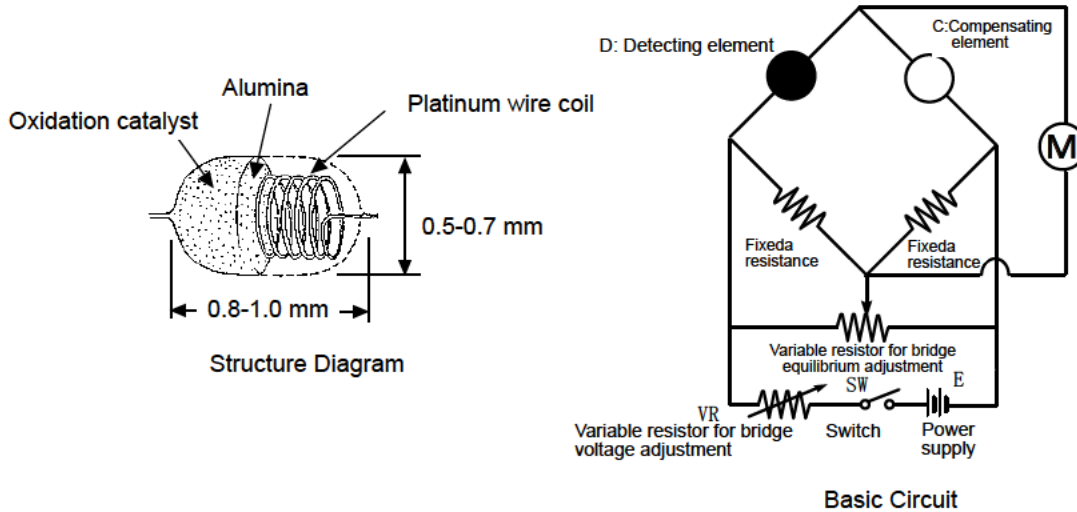 Oxidation catalyst
Alumina
Platinum wire coil
0.5-0.7 mm
0.8-1.0 mm
Structure Diagram
D: Detecting element
C:Compensating
element
M
Fixeda
resistance
Fixeda
resistance
Variable resistor for bridge
equilibrium adjustment
VR
SW
E
Variable resistor for bridge
voltage adjustment
Switch
Power
supply
Basic Circuit